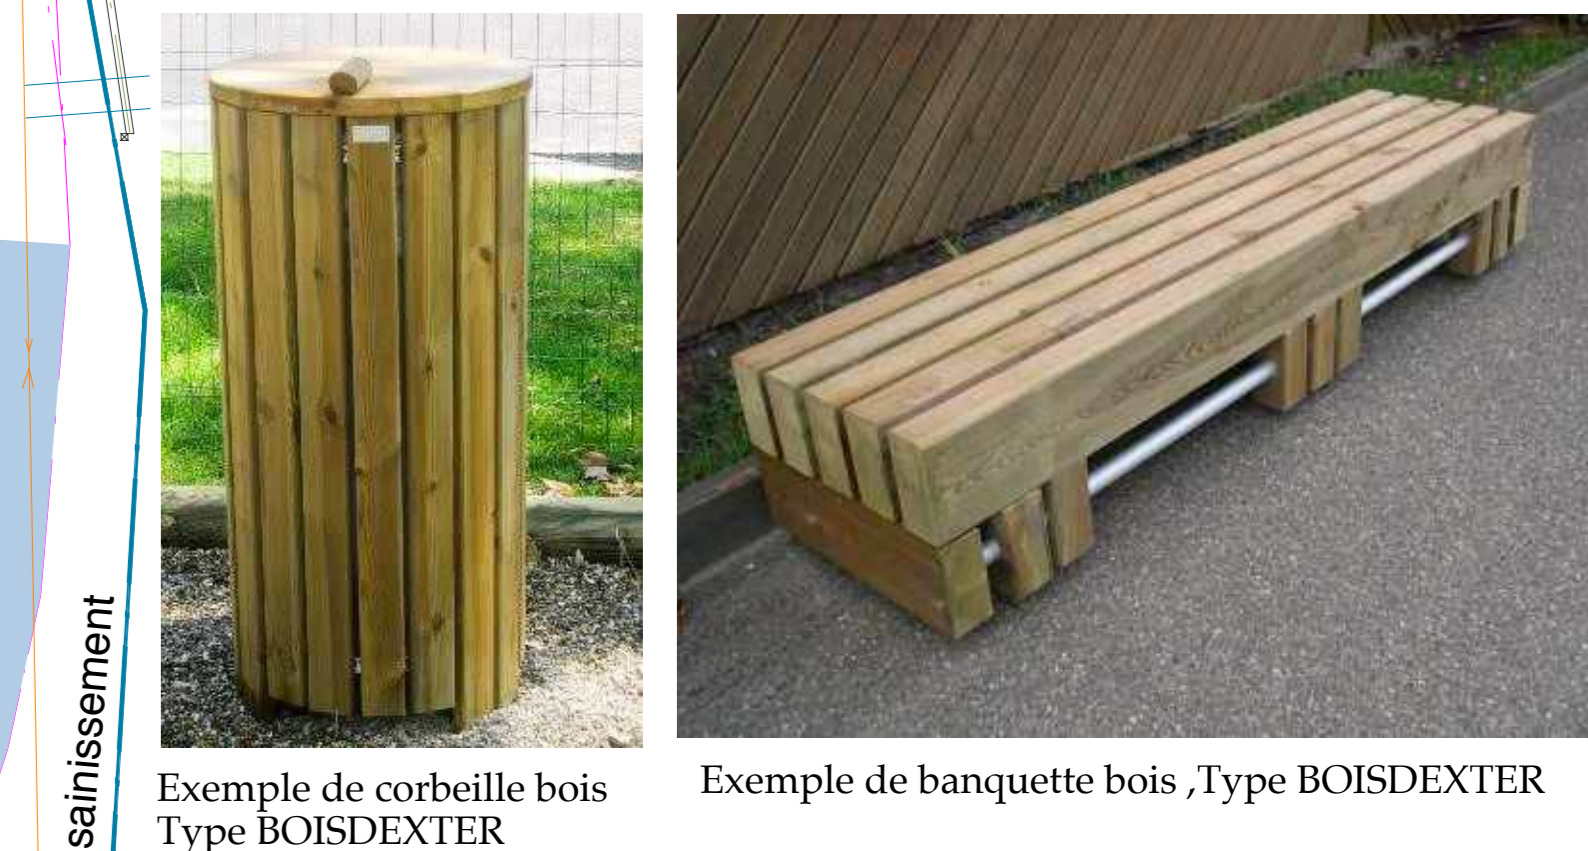 sainissement
Exemple de corbeille bois
Type BOISDEXTER
Exemple de banquette bois ,Type BOISDEXTER